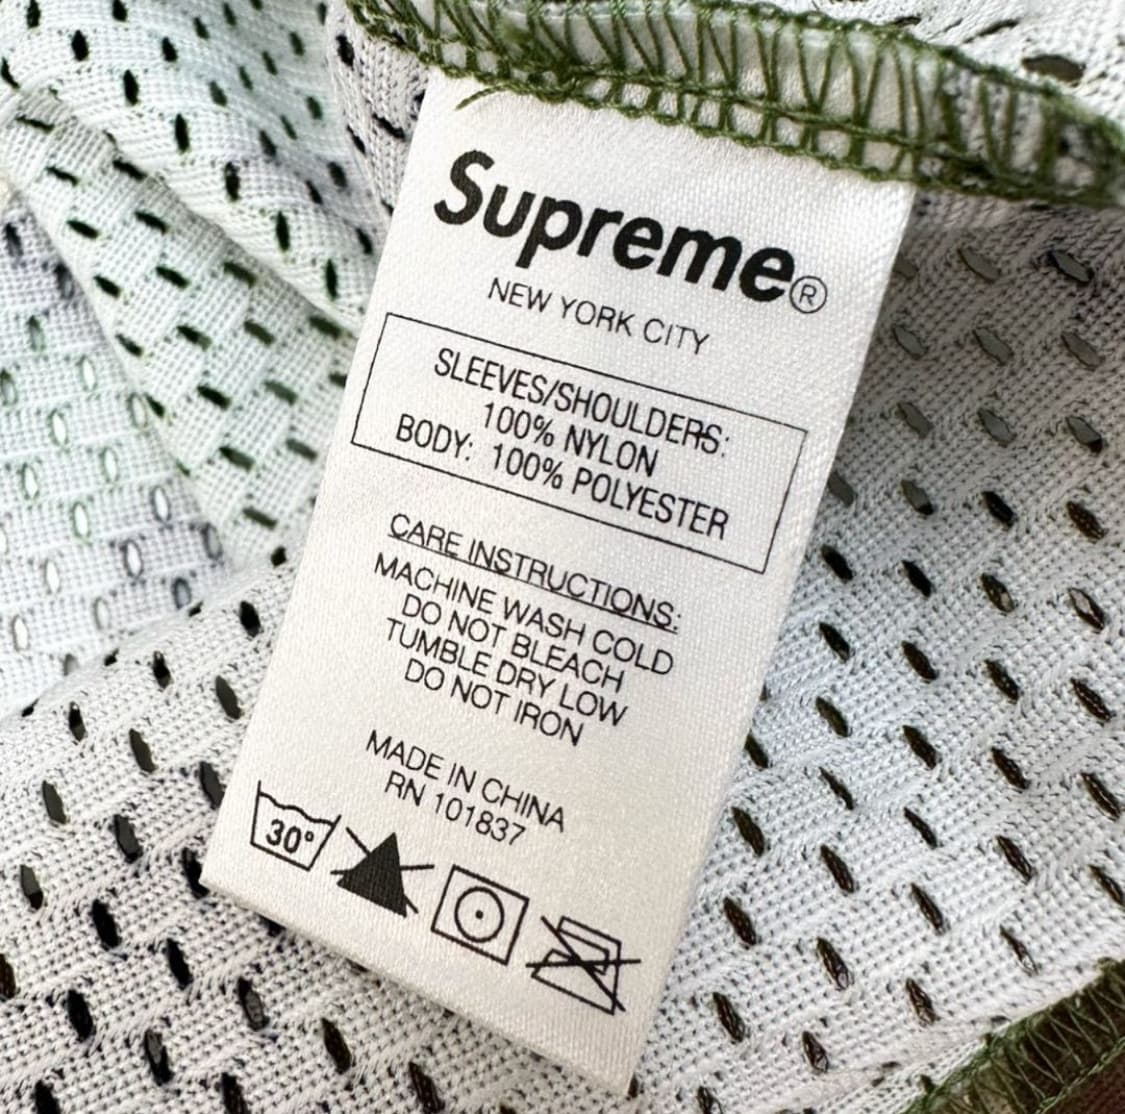 Supreme®
NEW YORK CITY
SLEEVES/SHOULDERS:
100% NYLON
BODY: 100% POLYESTER
CARE INSTRUCTIONS:
MACHINE WASH COLD
DO NOT BLEACH
TUMBLE DRY LOW
DO NOT IRON
MADE IN CHINA
RN 101837
30°